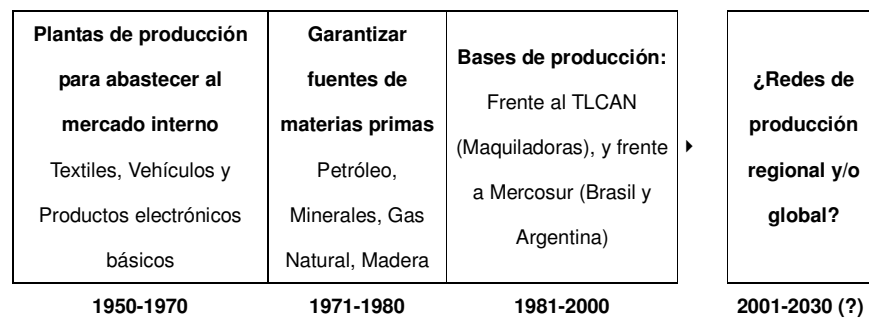 Plantas de producción
para abastecer al
mercado interno
Textiles, Vehículos y
Productos electrónicos
básicos
Garantizar
fuentes de
materias primas
Petróleo,
Minerales, Gas
Natural, Madera
Bases de producción:
Frente al TLCAN
(Maquiladoras), y frente
a Mercosur (Brasil y
Argentina)
¿Redes de
producción
regional y/o
global?
1950-1970
1971-1980
1981-2000
2001-2030 (?)